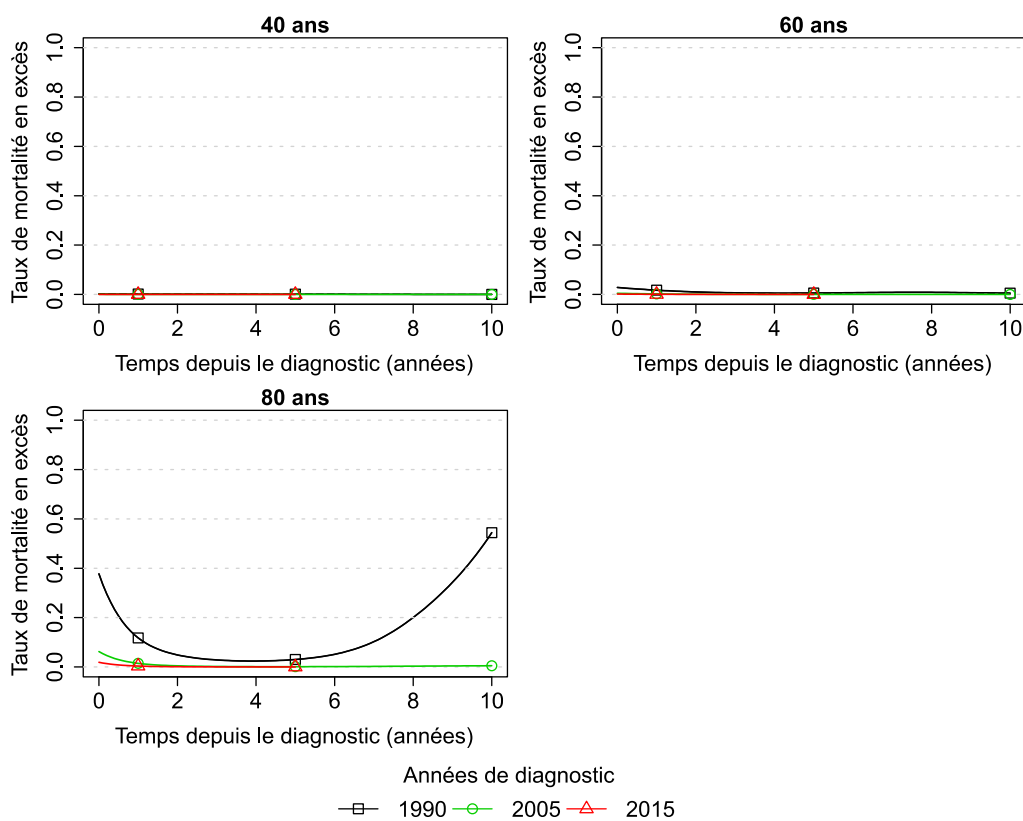 40 ans
Taux de mortalité en excès
0.0 0.2 0.4 0.6 0.8 1.0
0 2 4 6 8 10
Temps depuis le diagnostic (années)
60 ans
Taux de mortalité en excès
0.0 0.2 0.4 0.6 0.8 1.0
0 2 4 6 8 10
Temps depuis le diagnostic (années)
80 ans
Taux de mortalité en excès
0.0 0.2 0.4 0.6 0.8 1.0
0 2 4 6 8 10
Temps depuis le diagnostic (années)
Années de diagnostic
1990 2005 2015